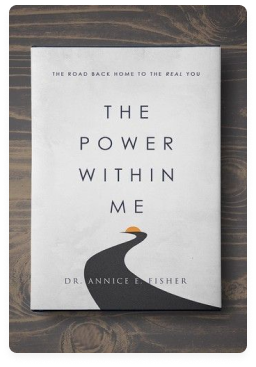 THE ROAD BACK HOME TO THE REAL YOU
THE
POWER
WITHIN
ME
DR. ANNICE E. FISHER